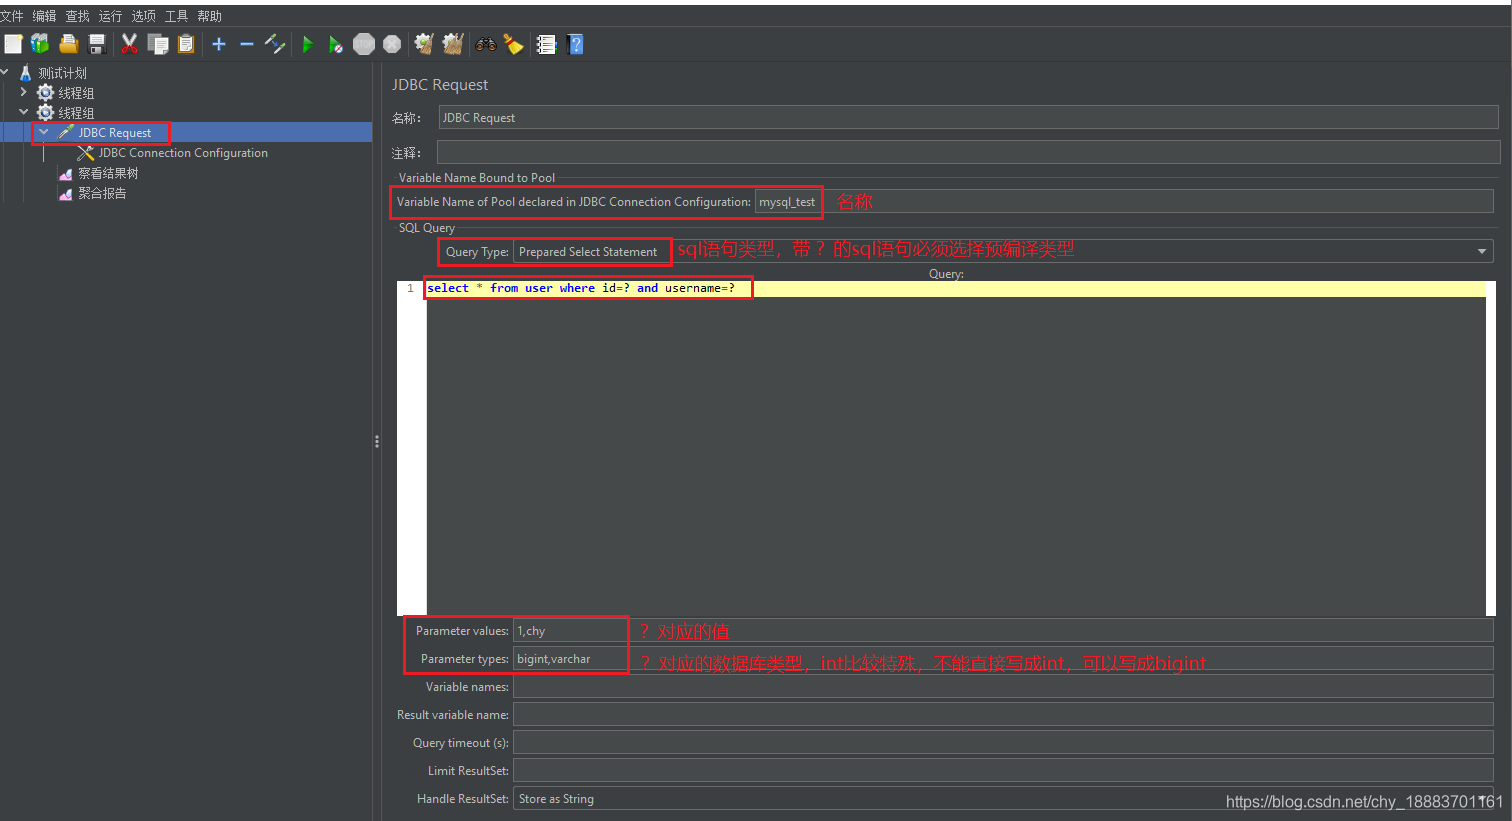 文件 编辑 查找 运行 选项 工具 帮助
测试计划
线程组
线程组
JDBC Request
JDBC Connection Configuration
察看结果树
聚合报告
JDBC Request
名称： JDBC Request
注释：
Variable Name Bound to Pool
Variable Name of Pool declared in JDBC Connection Configuration: mysql_test 名称
SQL Query
Query Type: Prepared Select Statement sql语句类型，带 ？ 的sql语句必须选择预编译类型
Query:
1 select * from user where id=? and username=?
Parameter values: 1,chy ？ 对应的值
Parameter types: bigint,varchar ？ 对应的数据库类型，int比较特殊，不能直接写成int，可以写成bigint
Variable names:
Result variable name:
Query timeout (s):
Limit ResultSet:
Handle ResultSet: Store as String
https://blog.csdn.net/chy_18883701161